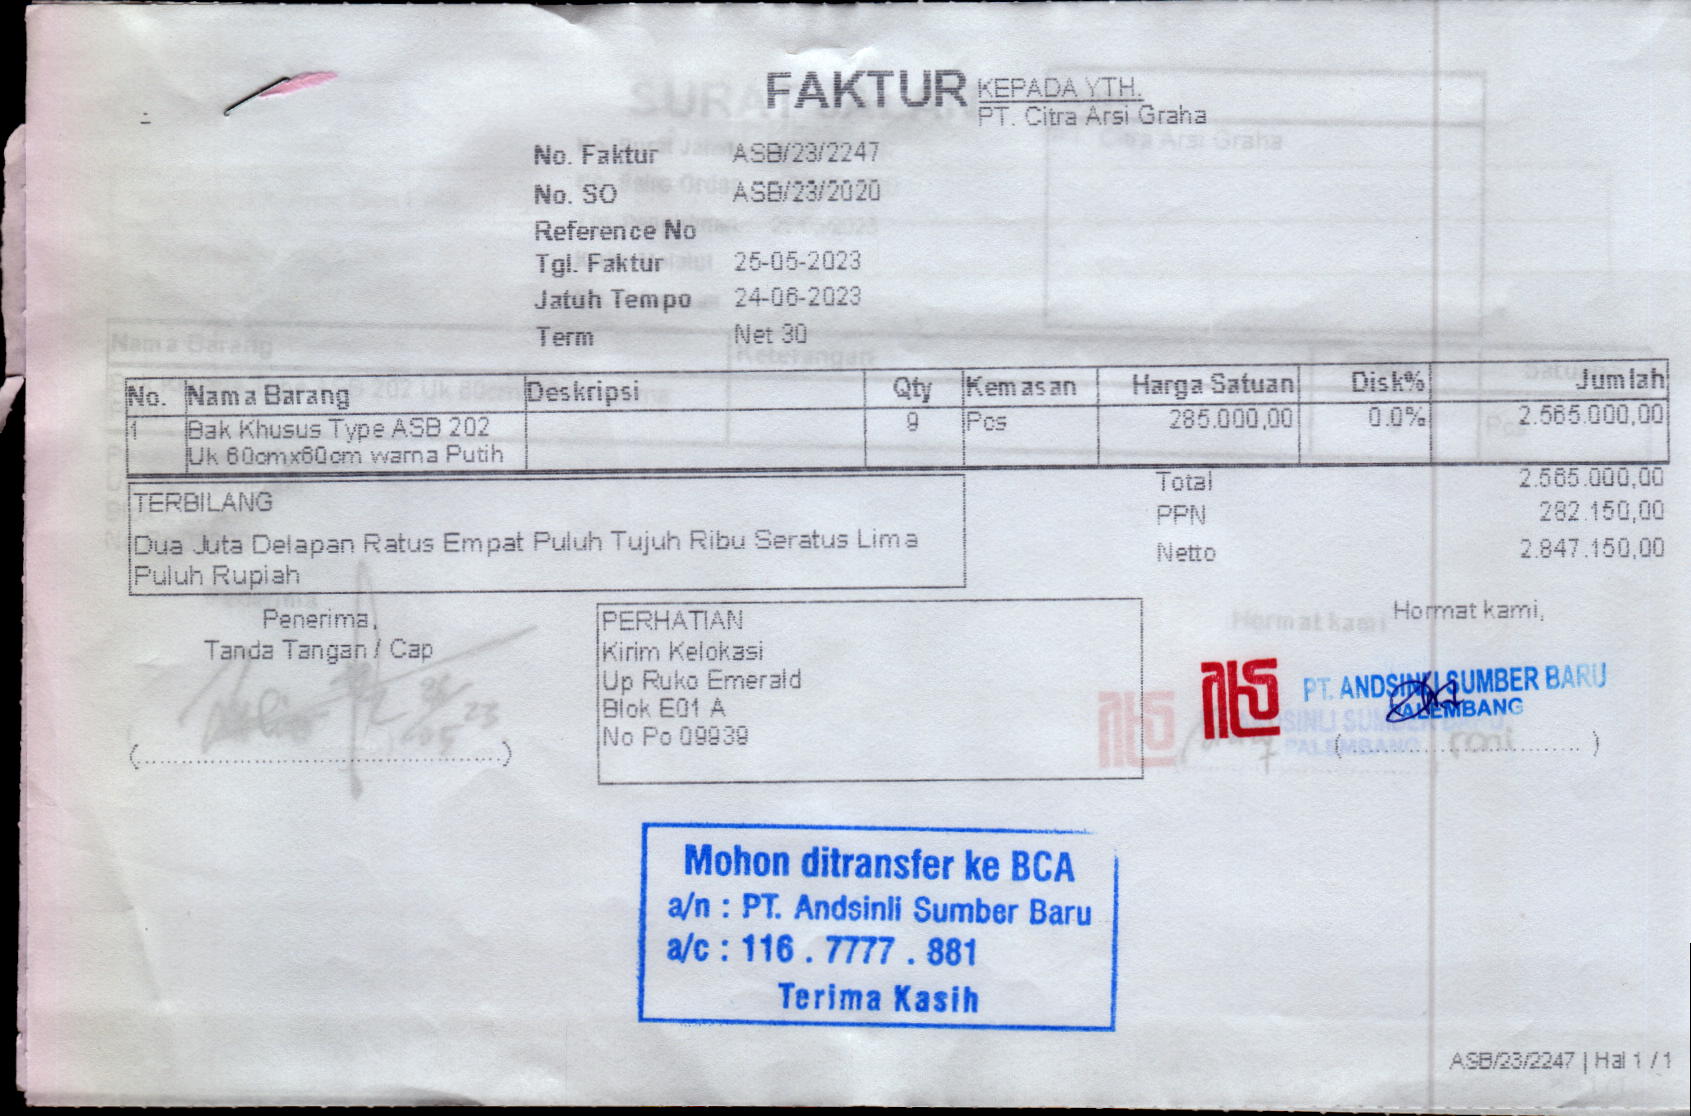 FAKTUR
KEPADA YTH.
PT. Citra Arsi Graha
No. Faktur ASB/23/2247
No. SO ASB/23/2020
Reference No
Tgl. Faktur 25-05-2023
Jatuh Tempo 24-06-2023
Term Net 30
No. Nama Barang Deskripsi Qty Kemasan Harga Satuan Disk% Jumlah
1 Bak Khusus Type ASB 202 9 Pcs 285.000,00 0.0% 2.565.000,00
Uk 60cmx60cm warna Putih
Total 2.565.000,00
PPN 282.150,00
Netto 2.847.150,00
TERBILANG
Dua Juta Delapan Ratus Empat Puluh Tujuh Ribu Seratus Lima
Puluh Rupiah
Penerima,
Tanda Tangan / Cap
(......................................................)
PERHATIAN
Kirim Kelokasi
Up Ruko Emerald
Blok E01 A
No Po 09939
Hormat kami,
PT. ANDSINLI SUMBER BARU
PALEMBANG
roni
Mohon ditransfer ke BCA
a/n : PT. Andsinli Sumber Baru
a/c : 116 . 7777 . 881
Terima Kasih
ASB/23/2247 | Hal 1 / 1